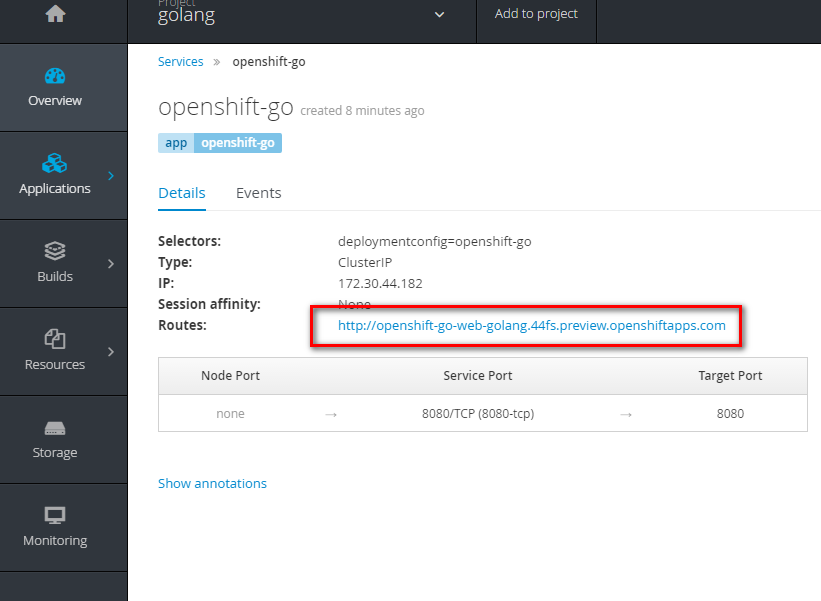 Project
golang
Add to project
Services » openshift-go
Overview
openshift-go created 8 minutes ago
app openshift-go
Applications
Details Events
Selectors: deploymentconfig=openshift-go
Type: ClusterIP
Builds
IP: 172.30.44.182
Session affinity: None
Routes: http://openshift-go-web-golang.44fs.preview.openshiftapps.com
Resources
Node Port Service Port Target Port
none → 8080/TCP (8080-tcp) → 8080
Storage
Show annotations
Monitoring